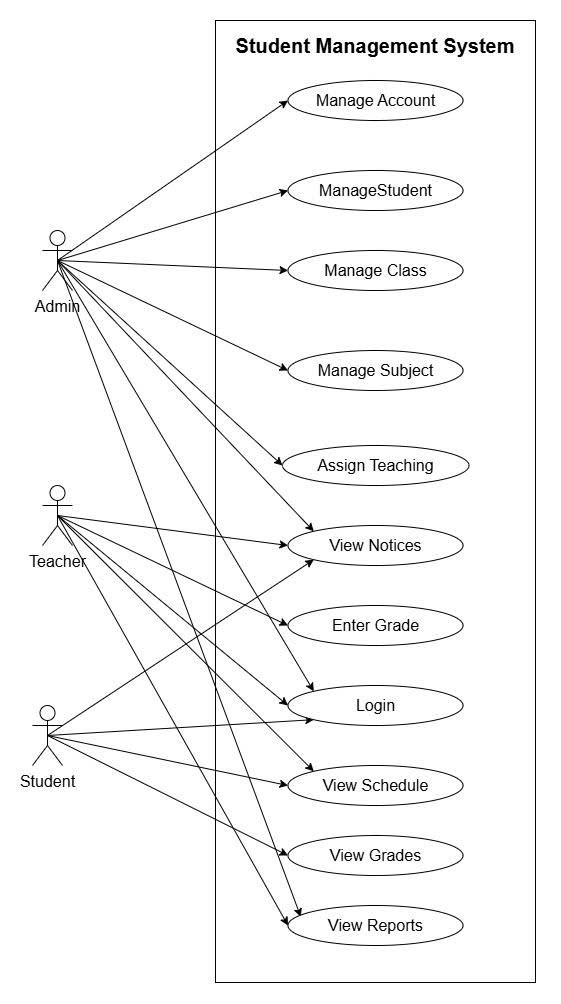 Student Management System
Manage Account
ManageStudent
Manage Class
Admin
Manage Subject
Assign Teaching
View Notices
Teacher
Enter Grade
Login
Student
View Schedule
View Grades
View Reports